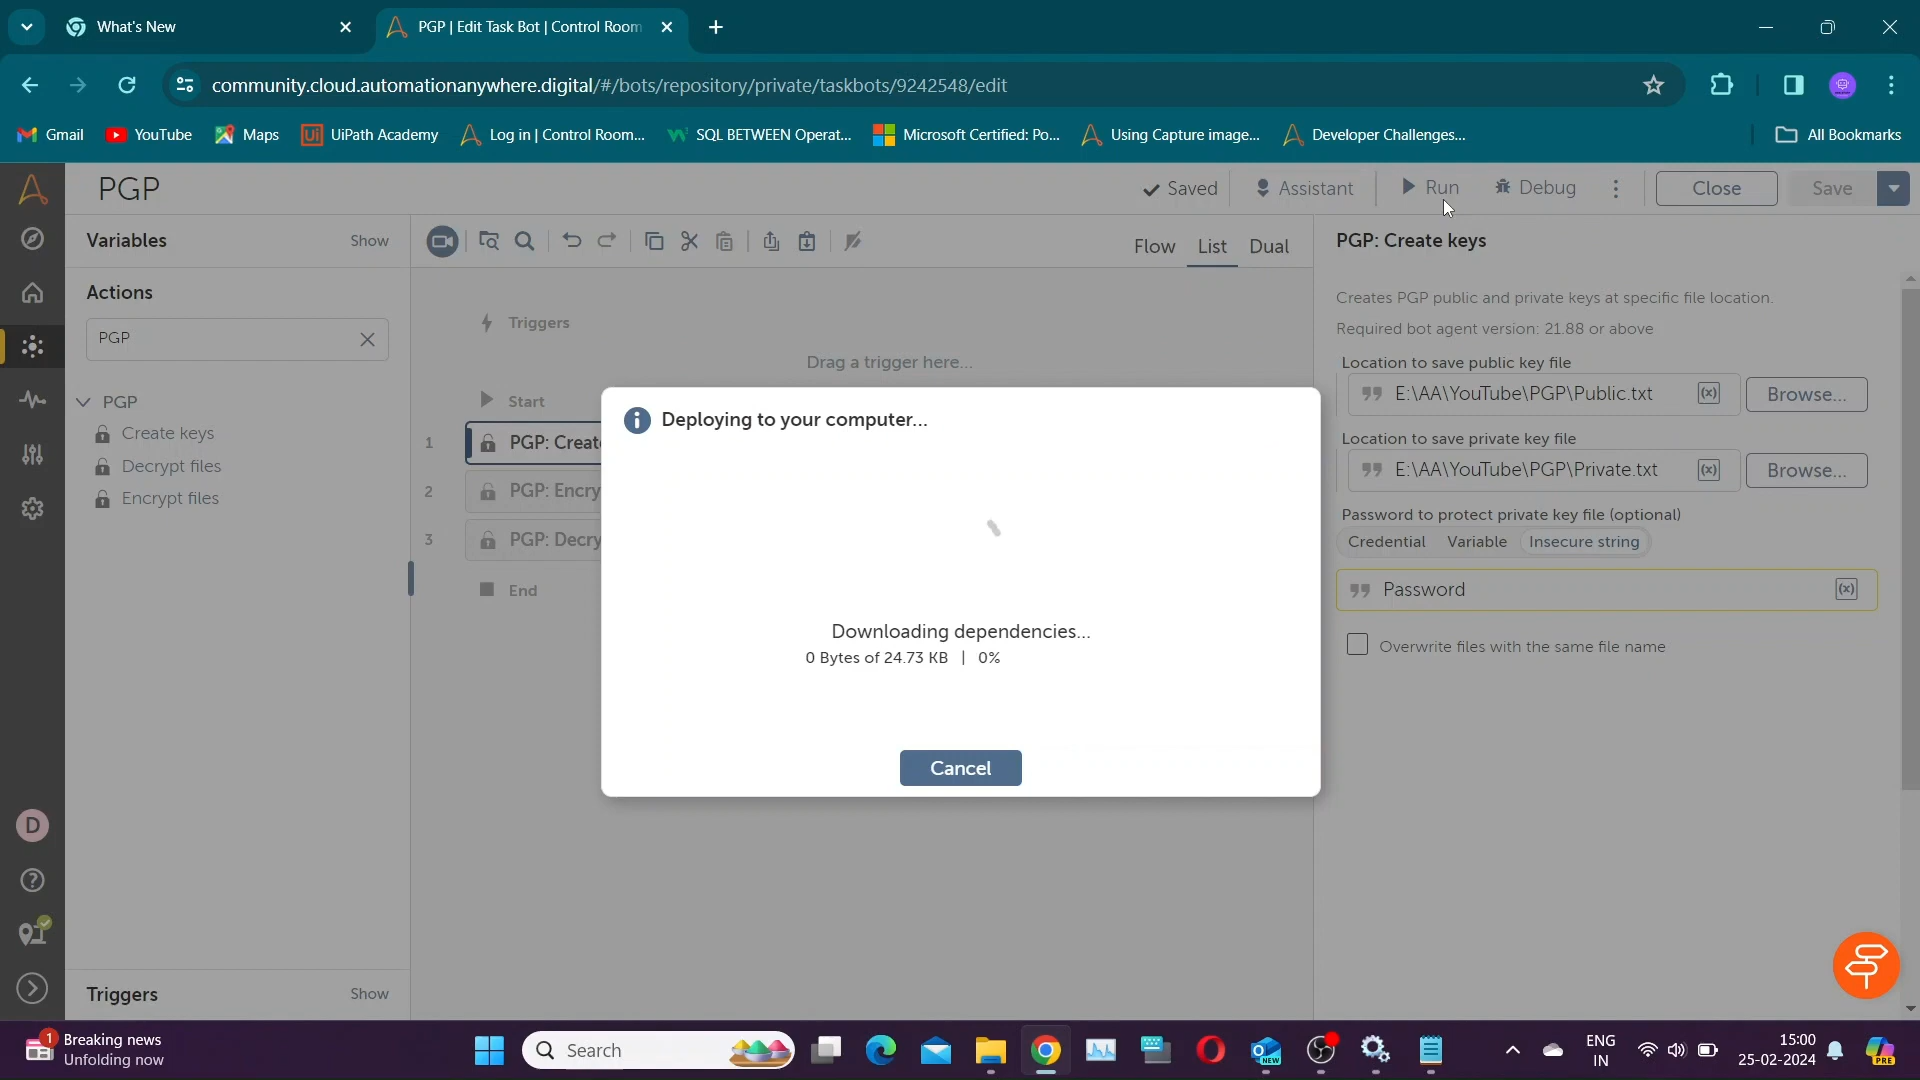 What's New
PGP | Edit Task Bot | Control Room
community.cloud.automationanywhere.digital/#/bots/repository/private/taskbots/9242548/edit
Gmail
YouTube
Maps
UiPath Academy
Log in | Control Room...
SQL BETWEEN Operat...
Microsoft Certified: Po...
Using Capture image...
Developer Challenges...
All Bookmarks
PGP
Saved
Assistant
Run
Debug
Close
Save
Variables
Show
Flow
List
Dual
PGP: Create keys
Actions
PGP
PGP
Create keys
Decrypt files
Encrypt files
Triggers
Drag a trigger here...
Start
1
PGP: Create
2
PGP: Encry
3
PGP: Decry
End
Deploying to your computer...
Downloading dependencies...
0 Bytes of 24.73 KB | 0%
Cancel
Creates PGP public and private keys at specific file location.
Required bot agent version: 21.88 or above
Location to save public key file
E:\AA\YouTube\PGP\Public.txt
(x)
Browse...
Location to save private key file
E:\AA\YouTube\PGP\Private.txt
(x)
Browse...
Password to protect private key file (optional)
Credential
Variable
Insecure string
Password
(x)
Overwrite files with the same file name
D
Triggers
Show
1
Breaking news
Unfolding now
Search
NEW
ENG
IN
15:00
25-02-2024
PRE